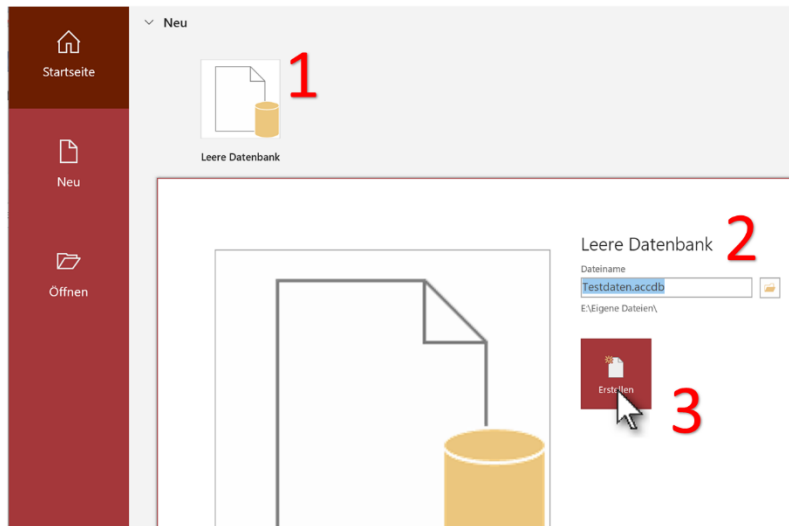 Startseite
Neu
Öffnen
Neu
1
Leere Datenbank
Leere Datenbank
2
Dateiname
Testdaten.accdb
E:\Eigene Dateien\
Erstellen
3